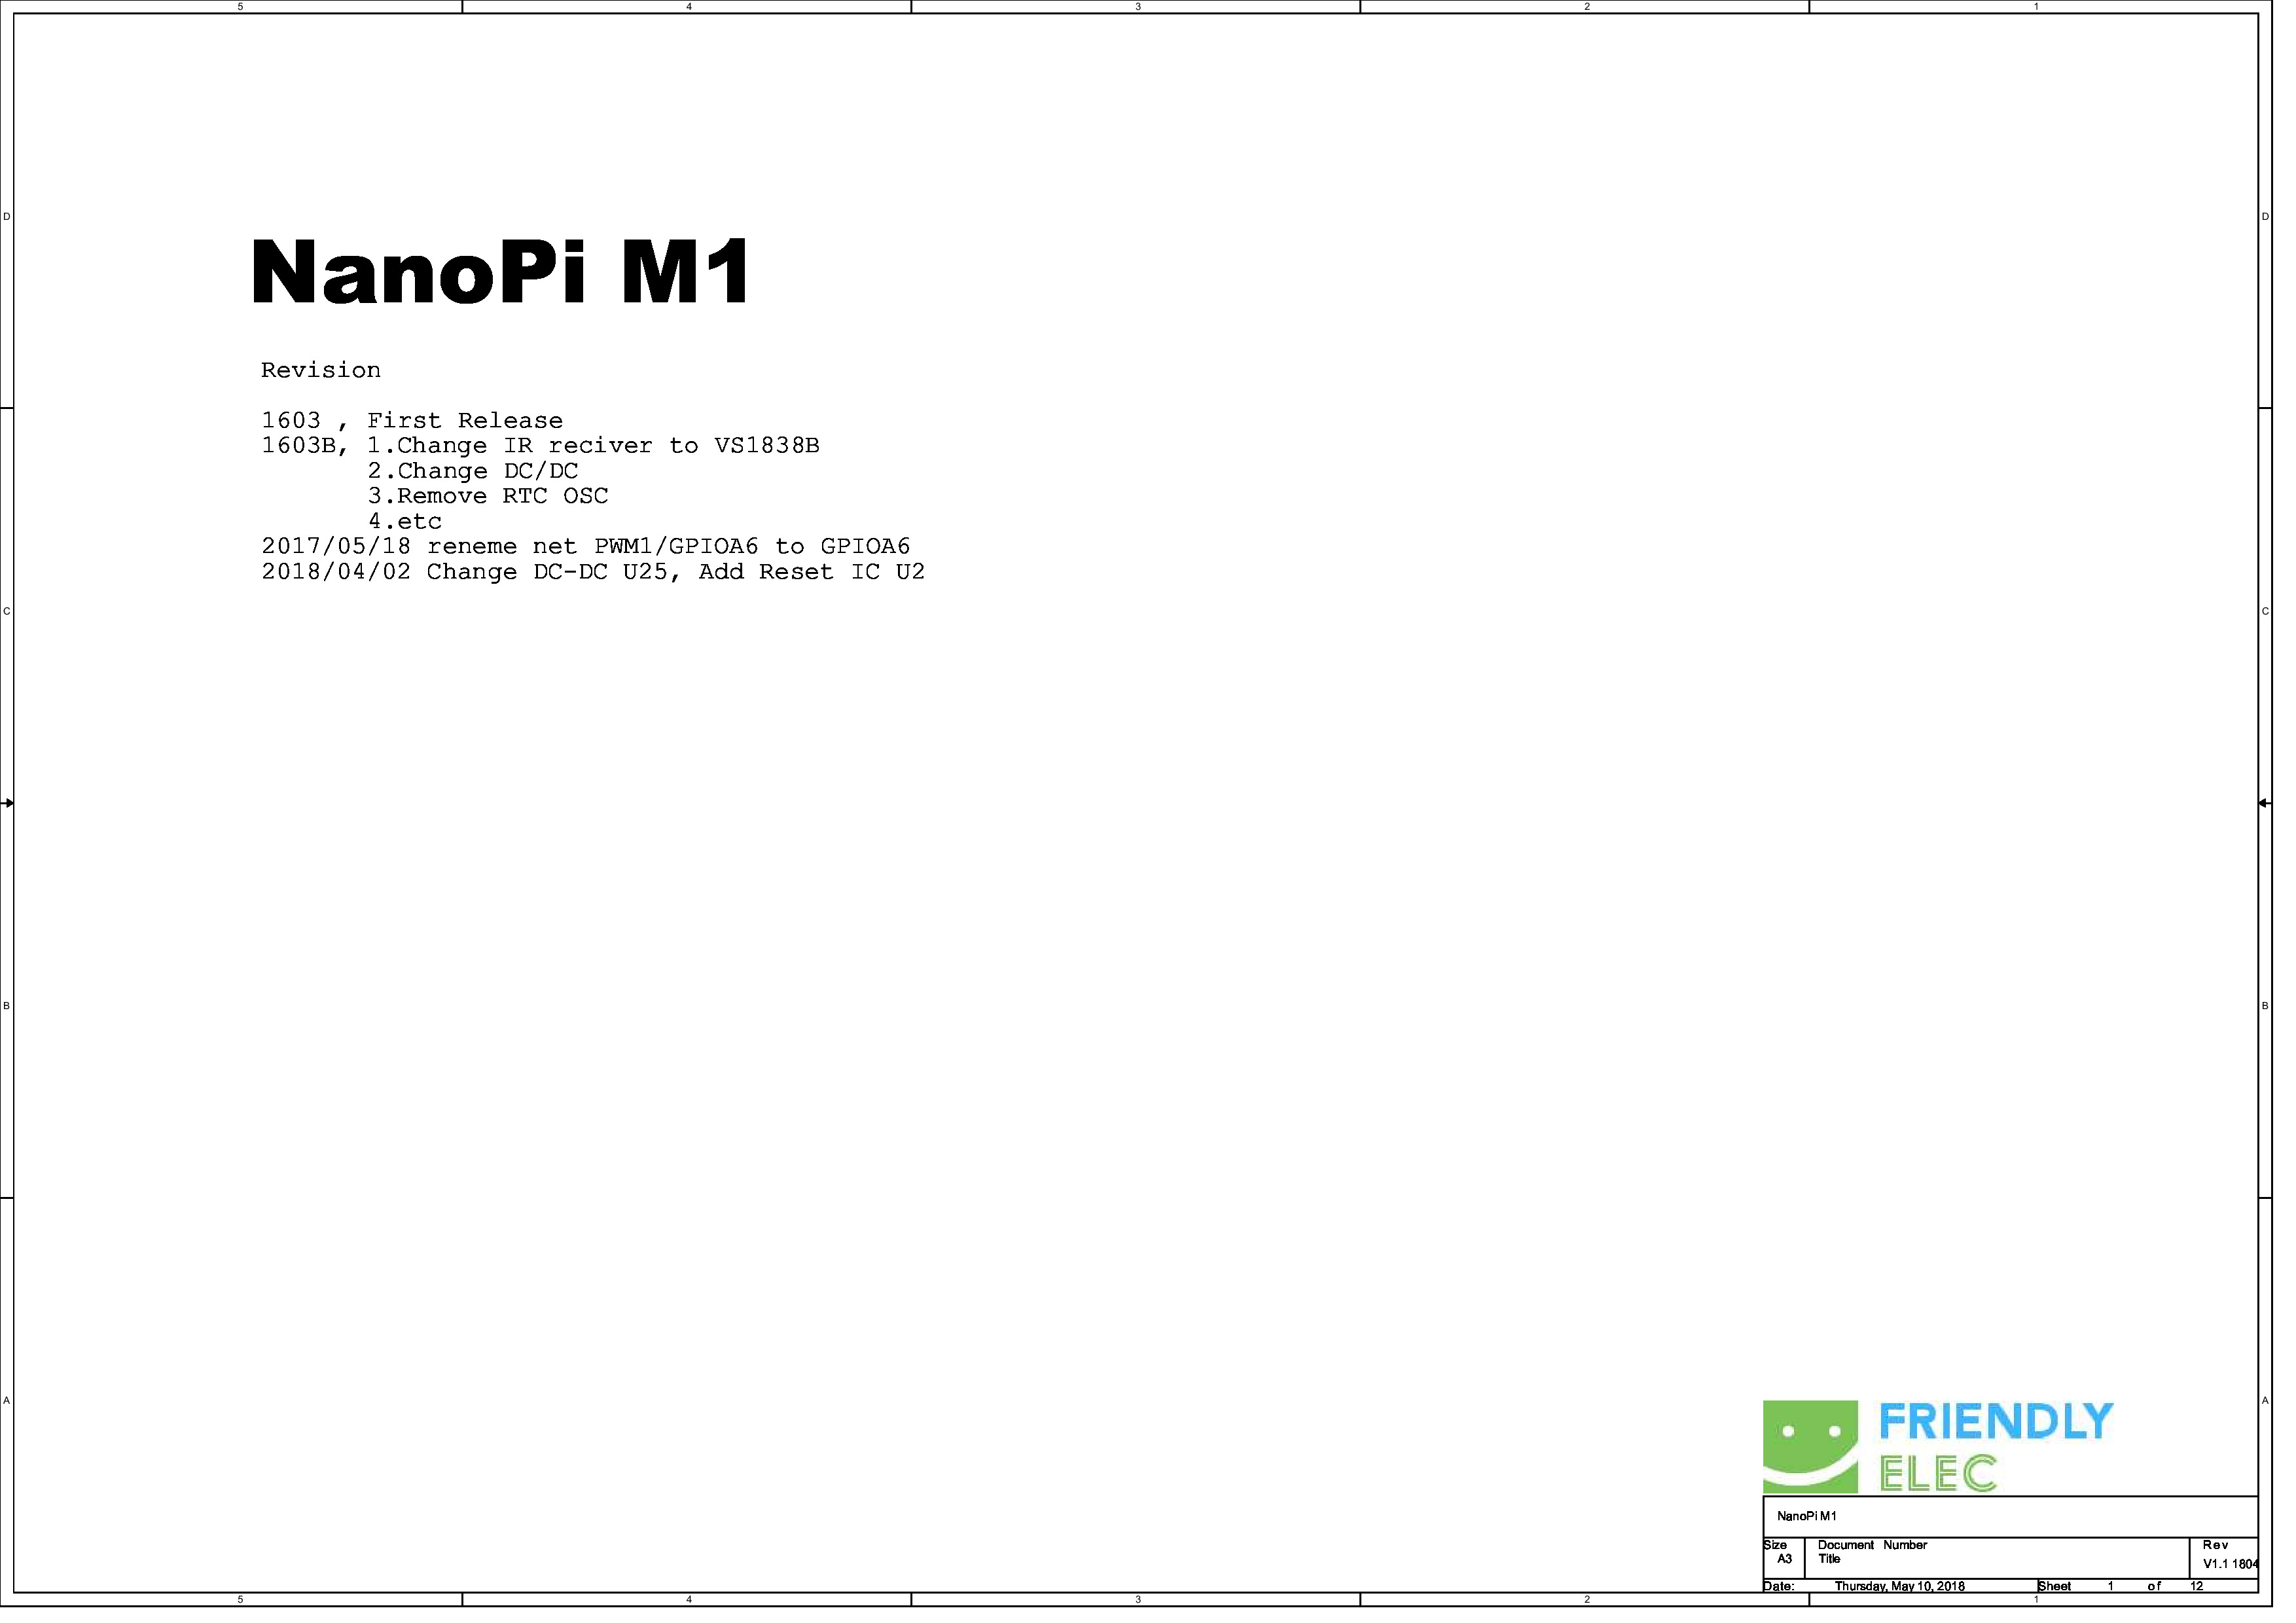 5 4 3 2 1
D D
NanoPi M1
Revision
1603 , First Release
1603B, 1.Change IR reciver to VS1838B
2.Change DC/DC
3.Remove RTC OSC
4.etc
2017/05/18 reneme net PWM1/GPIOA6 to GPIOA6
2018/04/02 Change DC-DC U25, Add Reset IC U2
C C
B B
A A
FRIENDLY
ELEC
NanoPi M1
Size Document Number Rev
A3 Title V1.1 1804
Date: Thursday, May 10, 2018 Sheet 1 of 12
5 4 3 2 1